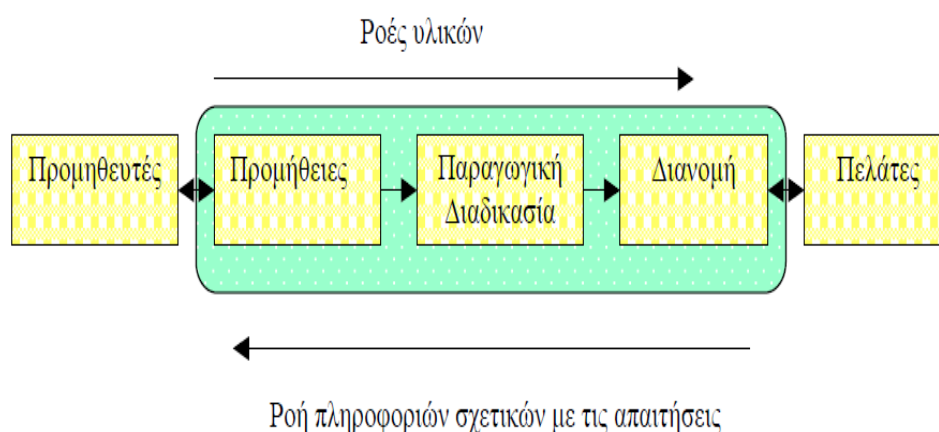 Ροές υλικών
Προμηθευτές
Προμήθειες
Παραγωγική
Διαδικασία
Διανομή
Πελάτες
Ροή πληροφοριών σχετικών με τις απαιτήσεις